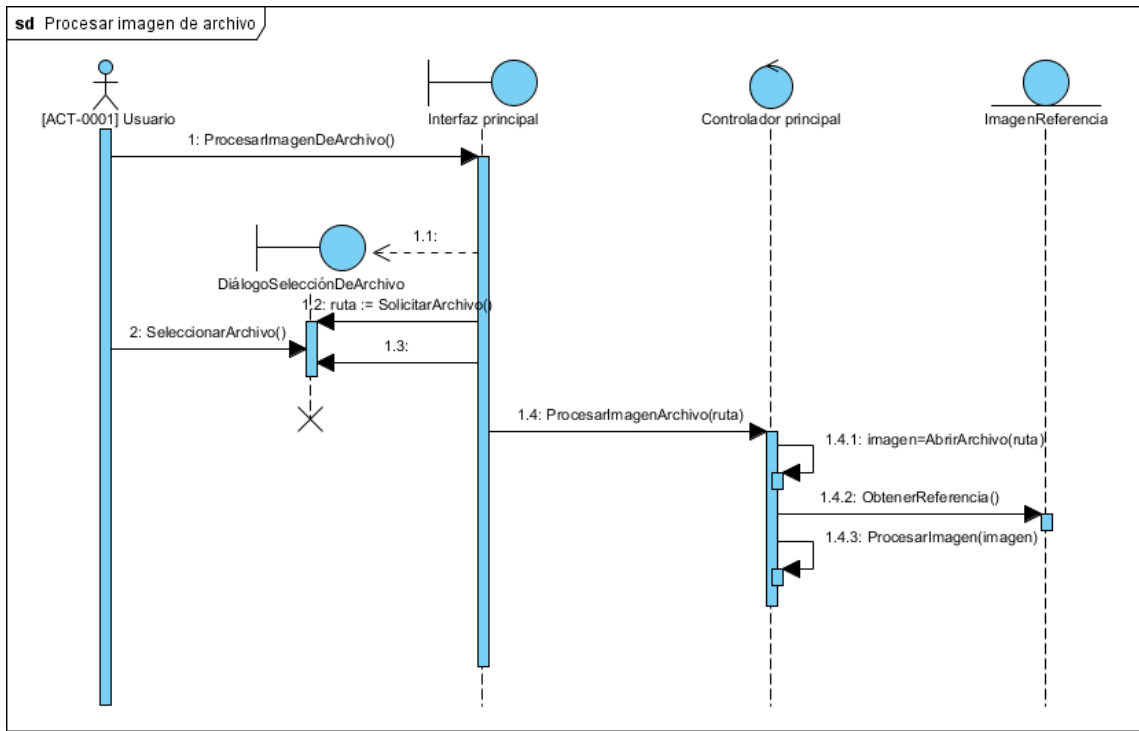 sd Procesar imagen de archivo
[ACT-0001] Usuario
Interfaz principal
Controlador principal
ImagenReferencia
1: ProcesarImagenDeArchivo()
1.1:
DiálogoSelecciónDeArchivo
1.2: ruta := SolicitarArchivo()
2: SeleccionarArchivo()
1.3:
1.4: ProcesarImagenArchivo(ruta)
1.4.1: imagen=AbrirArchivo(ruta)
1.4.2: ObtenerReferencia()
1.4.3: ProcesarImagen(imagen)